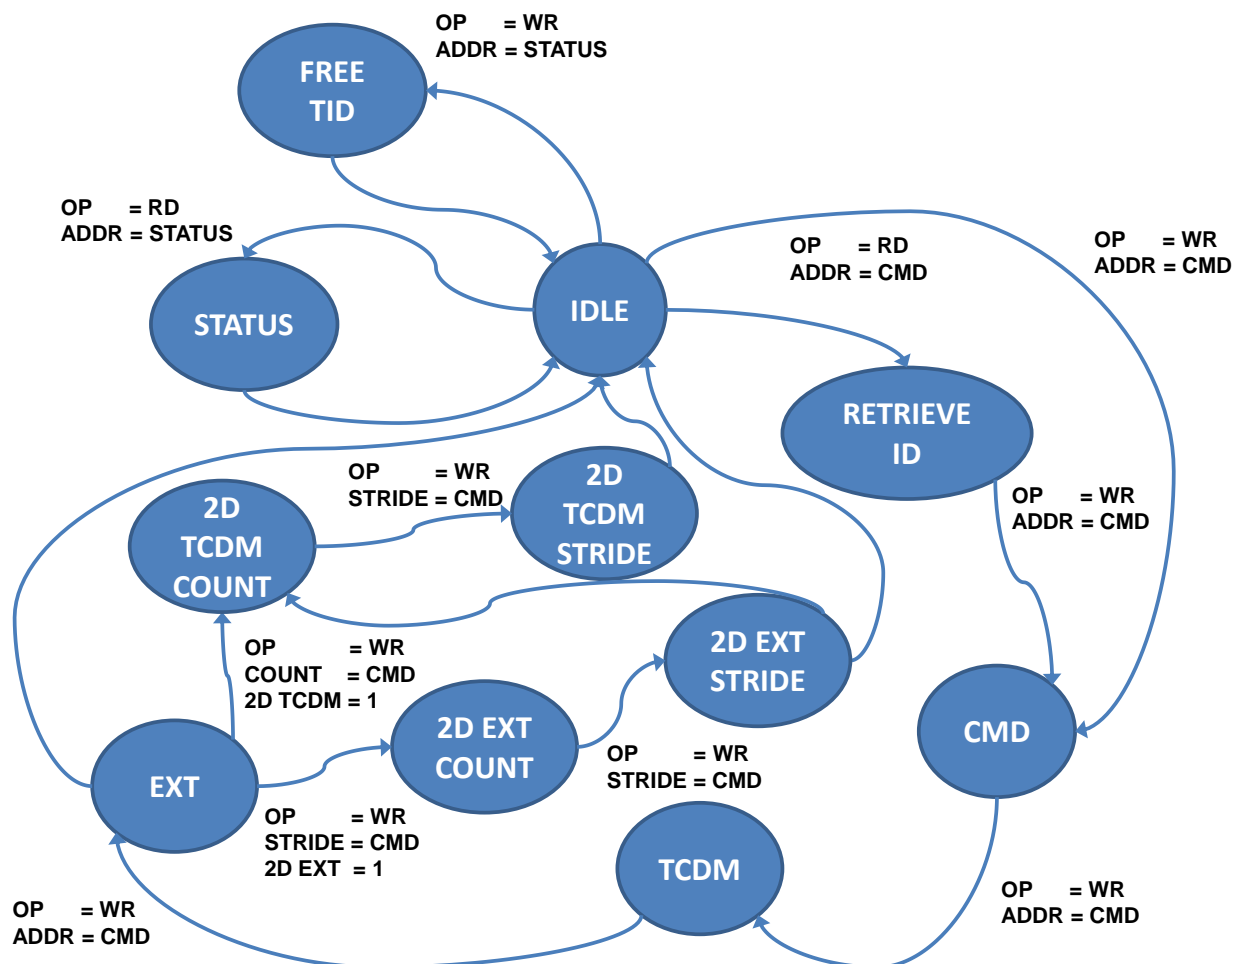 OP = WR
ADDR = STATUS
FREE
TID
OP = RD
ADDR = STATUS
OP = RD
ADDR = CMD
OP = WR
ADDR = CMD
IDLE
STATUS
RETRIEVE
ID
OP = WR
STRIDE = CMD
2D
TCDM
STRIDE
2D
TCDM
COUNT
OP = WR
ADDR = CMD
OP = WR
COUNT = CMD
2D TCDM = 1
2D EXT
STRIDE
2D EXT
COUNT
CMD
OP = WR
STRIDE = CMD
EXT
OP = WR
STRIDE = CMD
2D EXT = 1
TCDM
OP = WR
ADDR = CMD
OP = WR
ADDR = CMD